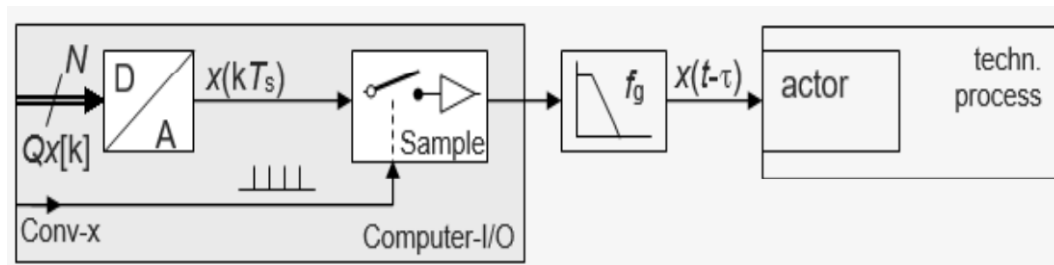 N
D
A
x(kTs)
Qx[k]
Sample
Conv-x
Computer-I/O
fg
x(t-τ)
actor
techn.
process